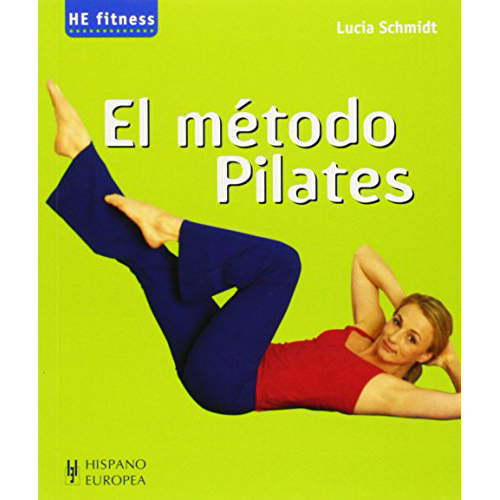 HE fitness
Lucia Schmidt
El método
Pilates
HISPANO
EUROPEA